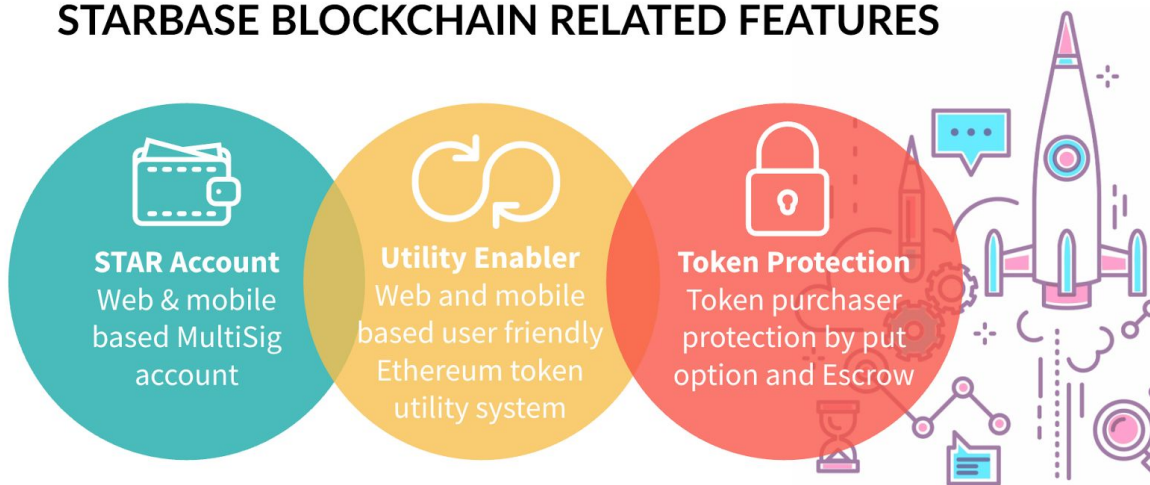 STARBASE BLOCKCHAIN RELATED FEATURES
STAR Account
Web & mobile
based MultiSig
account
Utility Enabler
Web and mobile
based user friendly
Ethereum token
utility system
Token Protection
Token purchaser
protection by put
option and Escrow